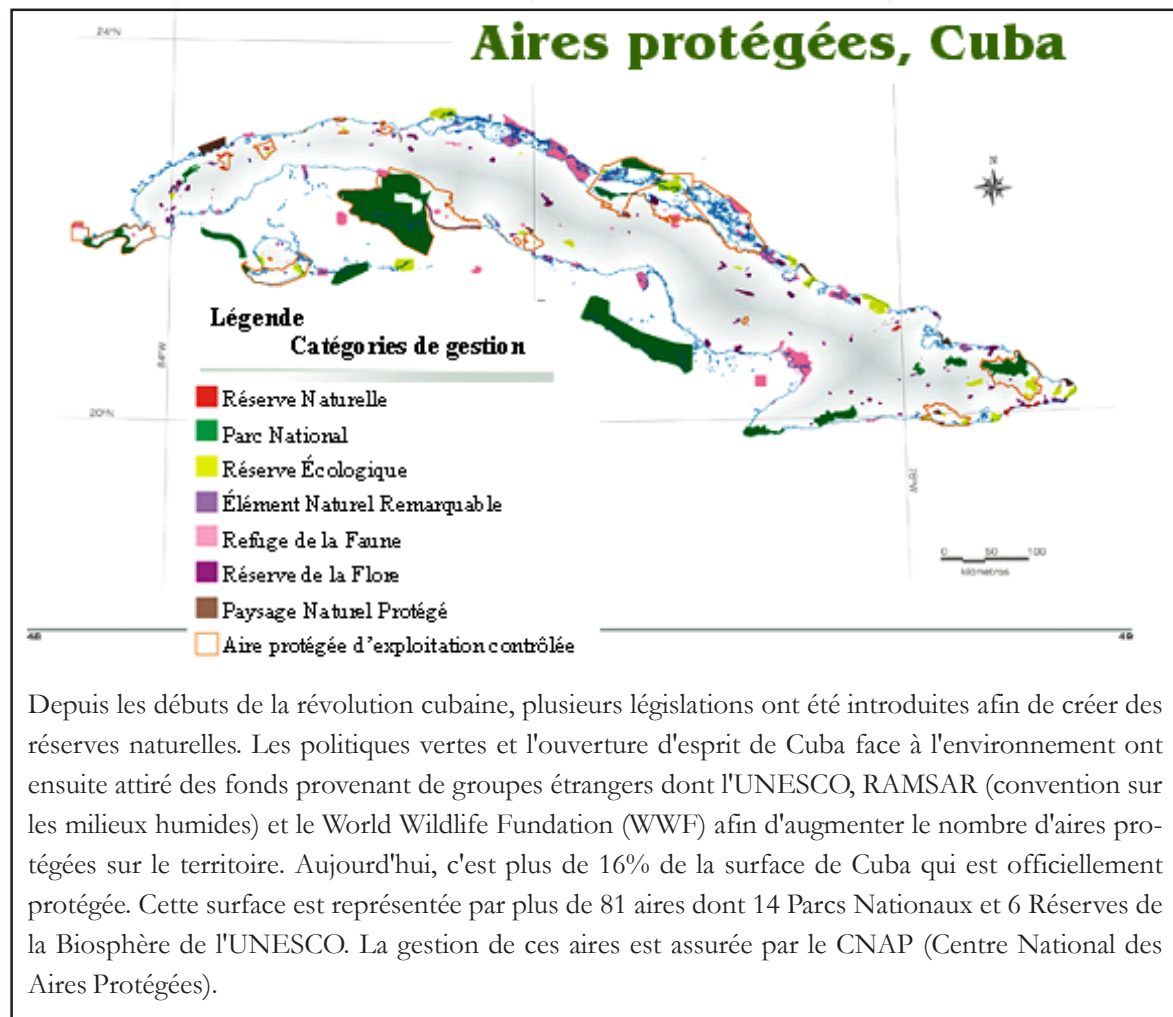 24°N
Aires protégées, Cuba
N
84°W
Légende
Catégories de gestion
Réserve Naturelle
20°N
Parc National
Réserve Écologique
76°W
Élément Naturel Remarquable
Refuge de la Faune
0 50 100
kilómetros
Réserve de la Flore
Paysage Naturel Protégé
48
49
Aire protégée d'exploitation contrôlée
Depuis les débuts de la révolution cubaine, plusieurs législations ont été introduites afin de créer des
réserves naturelles. Les politiques vertes et l'ouverture d'esprit de Cuba face à l'environnement ont
ensuite attiré des fonds provenant de groupes étrangers dont l'UNESCO, RAMSAR (convention sur
les milieux humides) et le World Wildlife Fundation (WWF) afin d'augmenter le nombre d'aires pro-
tégées sur le territoire. Aujourd'hui, c'est plus de 16% de la surface de Cuba qui est officiellement
protégée. Cette surface est représentée par plus de 81 aires dont 14 Parcs Nationaux et 6 Réserves de
la Biosphère de l'UNESCO. La gestion de ces aires est assurée par le CNAP (Centre National des
Aires Protégées).